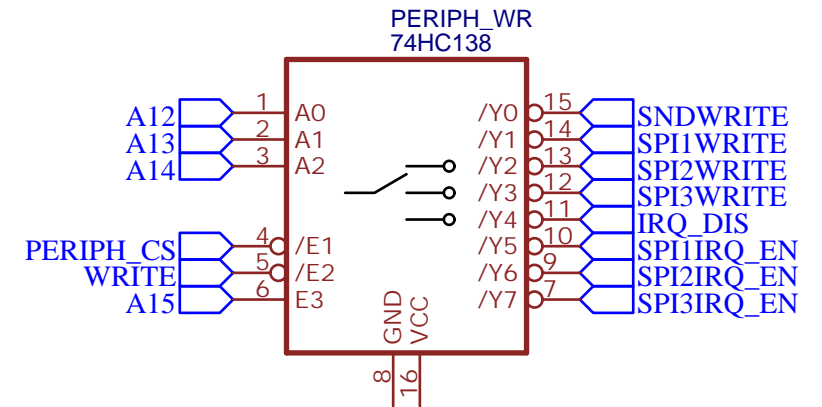 PERIPH_WR
74HC138
A12 1 A0 /Y0 15 SNDWRITE
A13 2 A1 /Y1 14 SPI1WRITE
A14 3 A2 /Y2 13 SPI2WRITE
/Y3 12 SPI3WRITE
/Y4 11 IRQ_DIS
PERIPH_CS 4 /E1 /Y5 10 SPI1IRQ_EN
WRITE 5 /E2 /Y6 9 SPI2IRQ_EN
A15 6 E3 /Y7 7 SPI3IRQ_EN
GND VCC
8 16